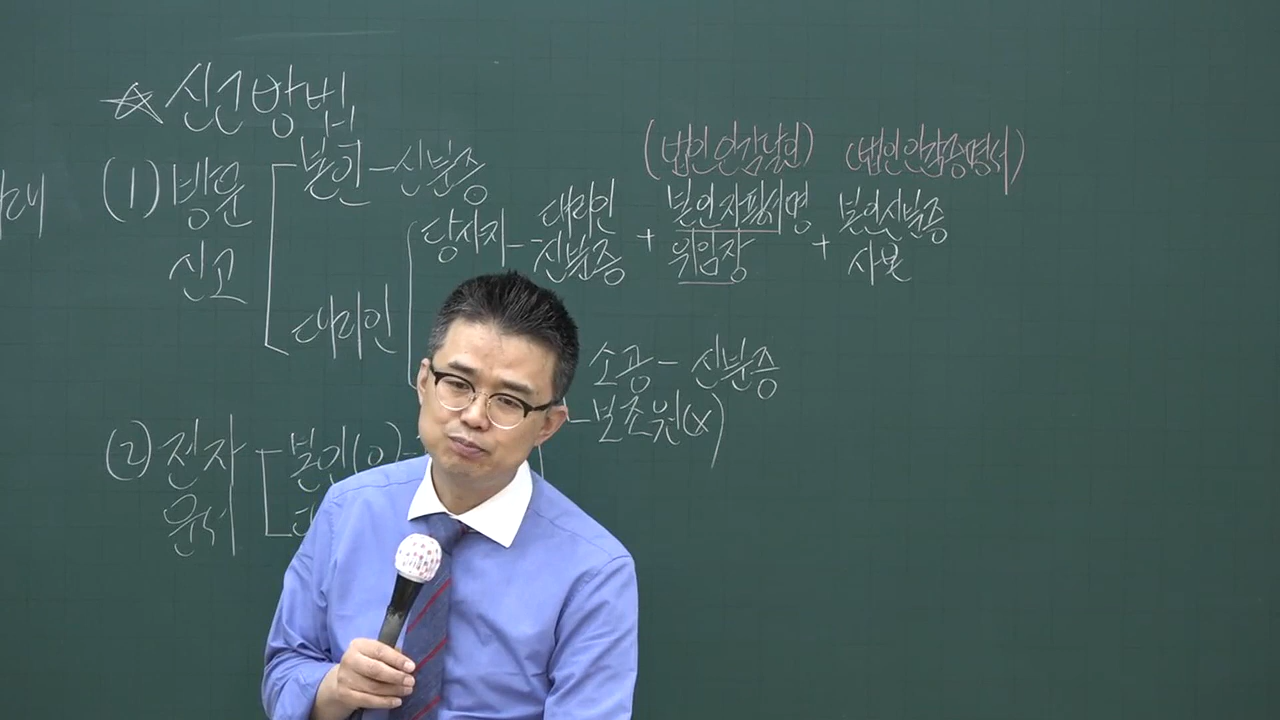 ☆ 신고방법
(1) 방문
신고
본인 - 신분증
대리인
당사자 - 대리인
신분증
+
(법인인감날인)
본인자필서명
위임장
+
(법인인감증명서)
본인신분증
사본
소공 - 신분증
- 보조원(x)
(2) 전자
문서
본인(o) -